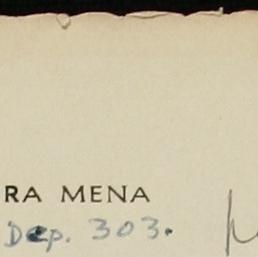 RA MENA
Dep. 303.